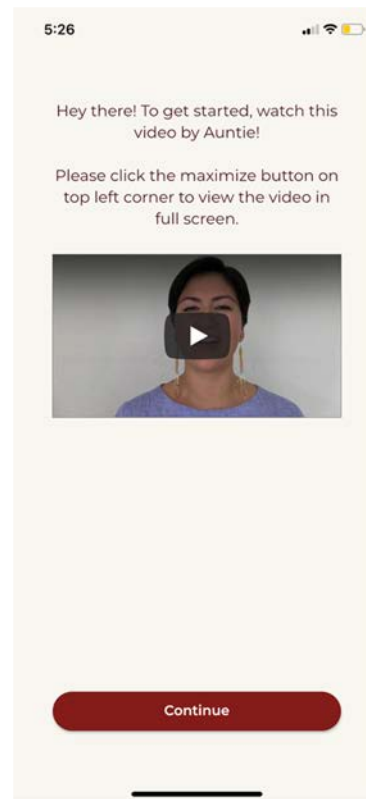 5:26
Hey there! To get started, watch this
video by Auntie!
Please click the maximize button on
top left corner to view the video in
full screen.
Continue